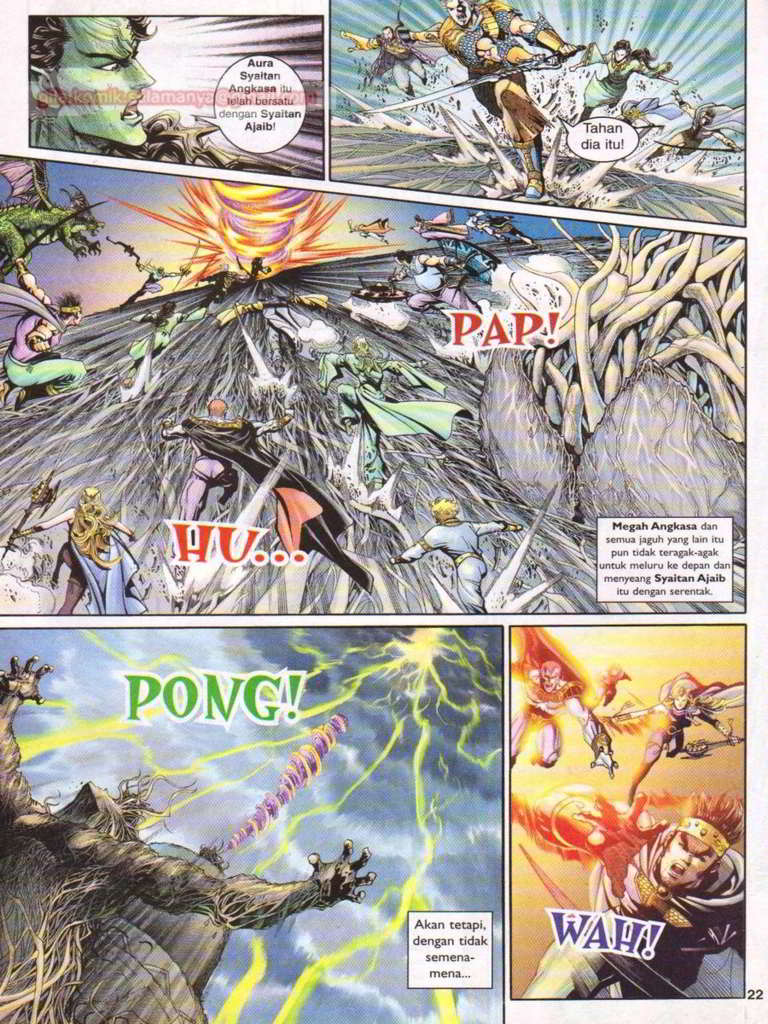 Aura
Syaitan
Angkasa itu
telah bersatu
dengan Syaitan
Ajaib!
Tahan
dia itu!
PAP!
HU...
Megah Angkasa dan
semua jaguh yang lain itu
pun tidak teragak-agak
untuk meluru ke depan dan
menyeang Syaitan Ajaib
itu dengan serentak.
PONG!
Akan tetapi,
dengan tidak
semena-
mena...
WAH!
22